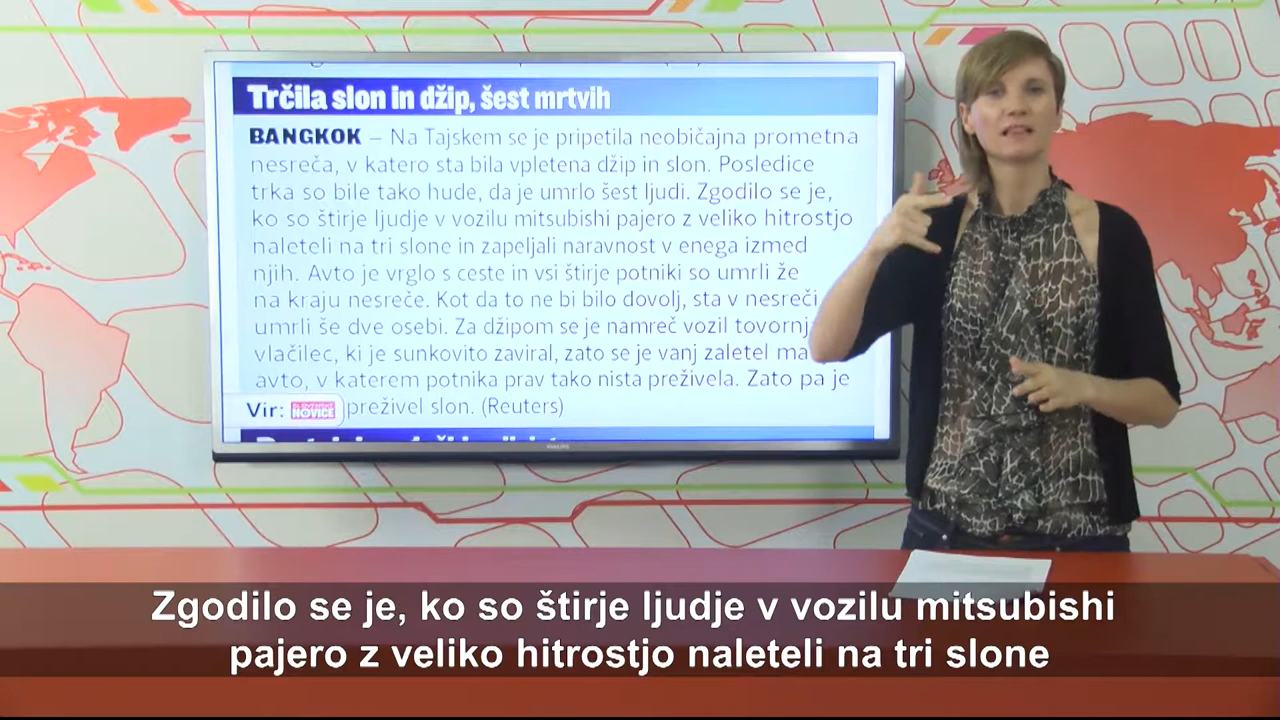 Trčila slon in džip, šest mrtvih
BANGKOK – Na Tajskem se je pripetila neobičajna prometna
nesreča, v katero sta bila vpletena džip in slon. Posledice
trka so bile tako hude, da je umrlo šest ljudi. Zgodilo se je,
ko so štirje ljudje v vozilu mitsubishi pajero z veliko hitrostjo
naleteli na tri slone in zapeljali naravnost v enega izmed
njih. Avto je vrglo s ceste in vsi štirje potniki so umrli že
na kraju nesreče. Kot da to ne bi bilo dovolj, sta v nesreči
umrli še dve osebi. Za džipom se je namreč vozil tovornj
vlačilec, ki je sunkovito zaviral, zato se je vanj zaletel ma
avto, v katerem potnika prav tako nista preživela. Zato pa je
preživel slon. (Reuters)
Vir: SLOVENSKE NOVICE
PHILIPS
Zgodilo se je, ko so štirje ljudje v vozilu mitsubishi
pajero z veliko hitrostjo naleteli na tri slone